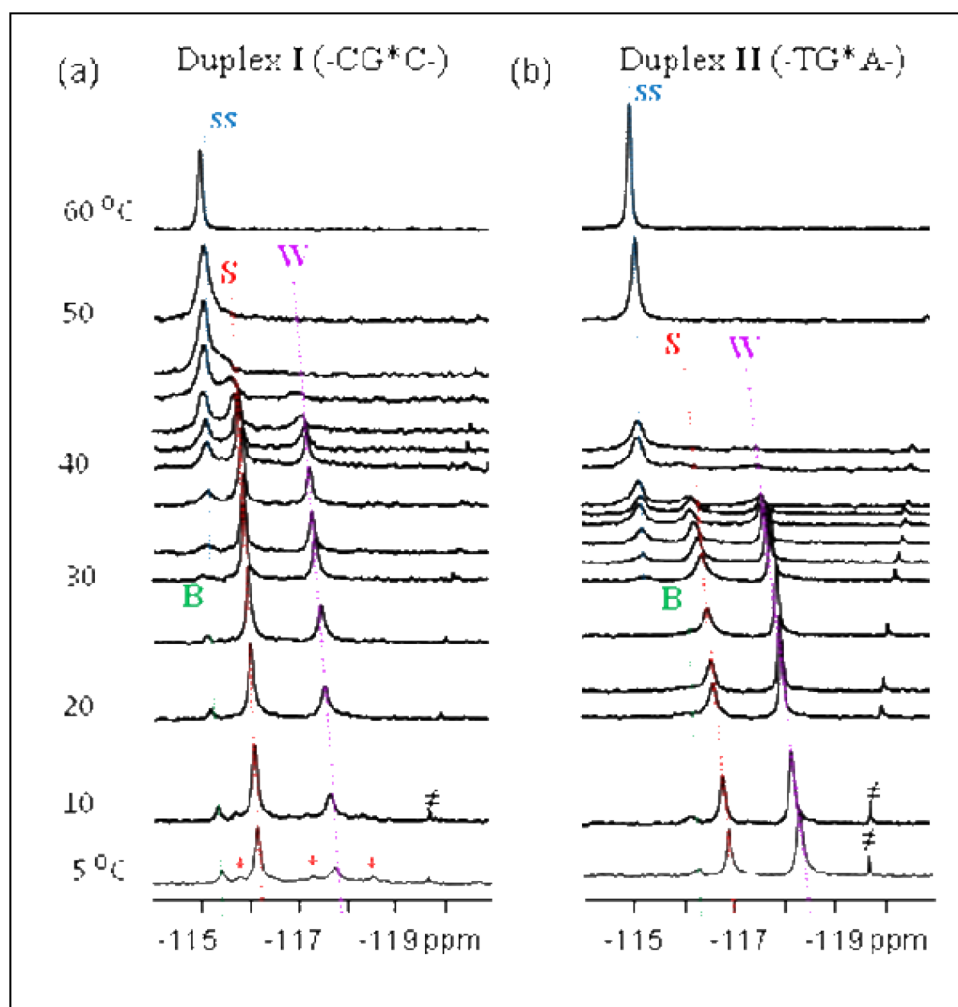 (a) Duplex I (-CG*C-) (b) Duplex II (-TG*A-)
ss ss
60 °C
S W
50
S W
40
30
B B
20
10 ≠ ≠
5 °C
-115 -117 -119 ppm -115 -117 -119 ppm